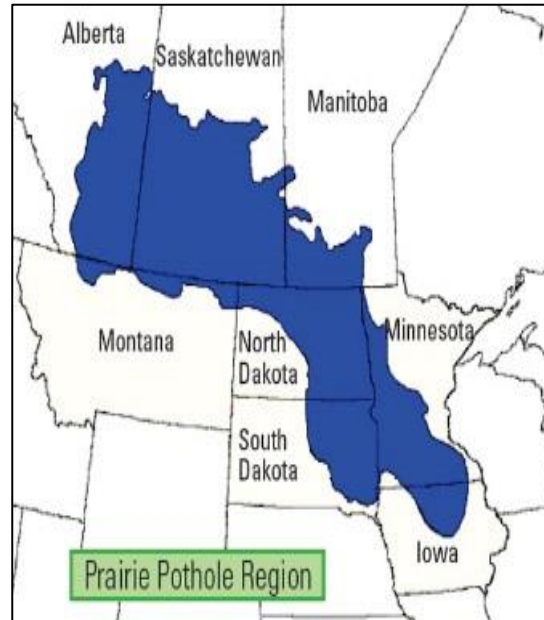 Alberta
Saskatchewan
Manitoba
Montana
North
Dakota
Minnesota
South
Dakota
Iowa
Prairie Pothole Region